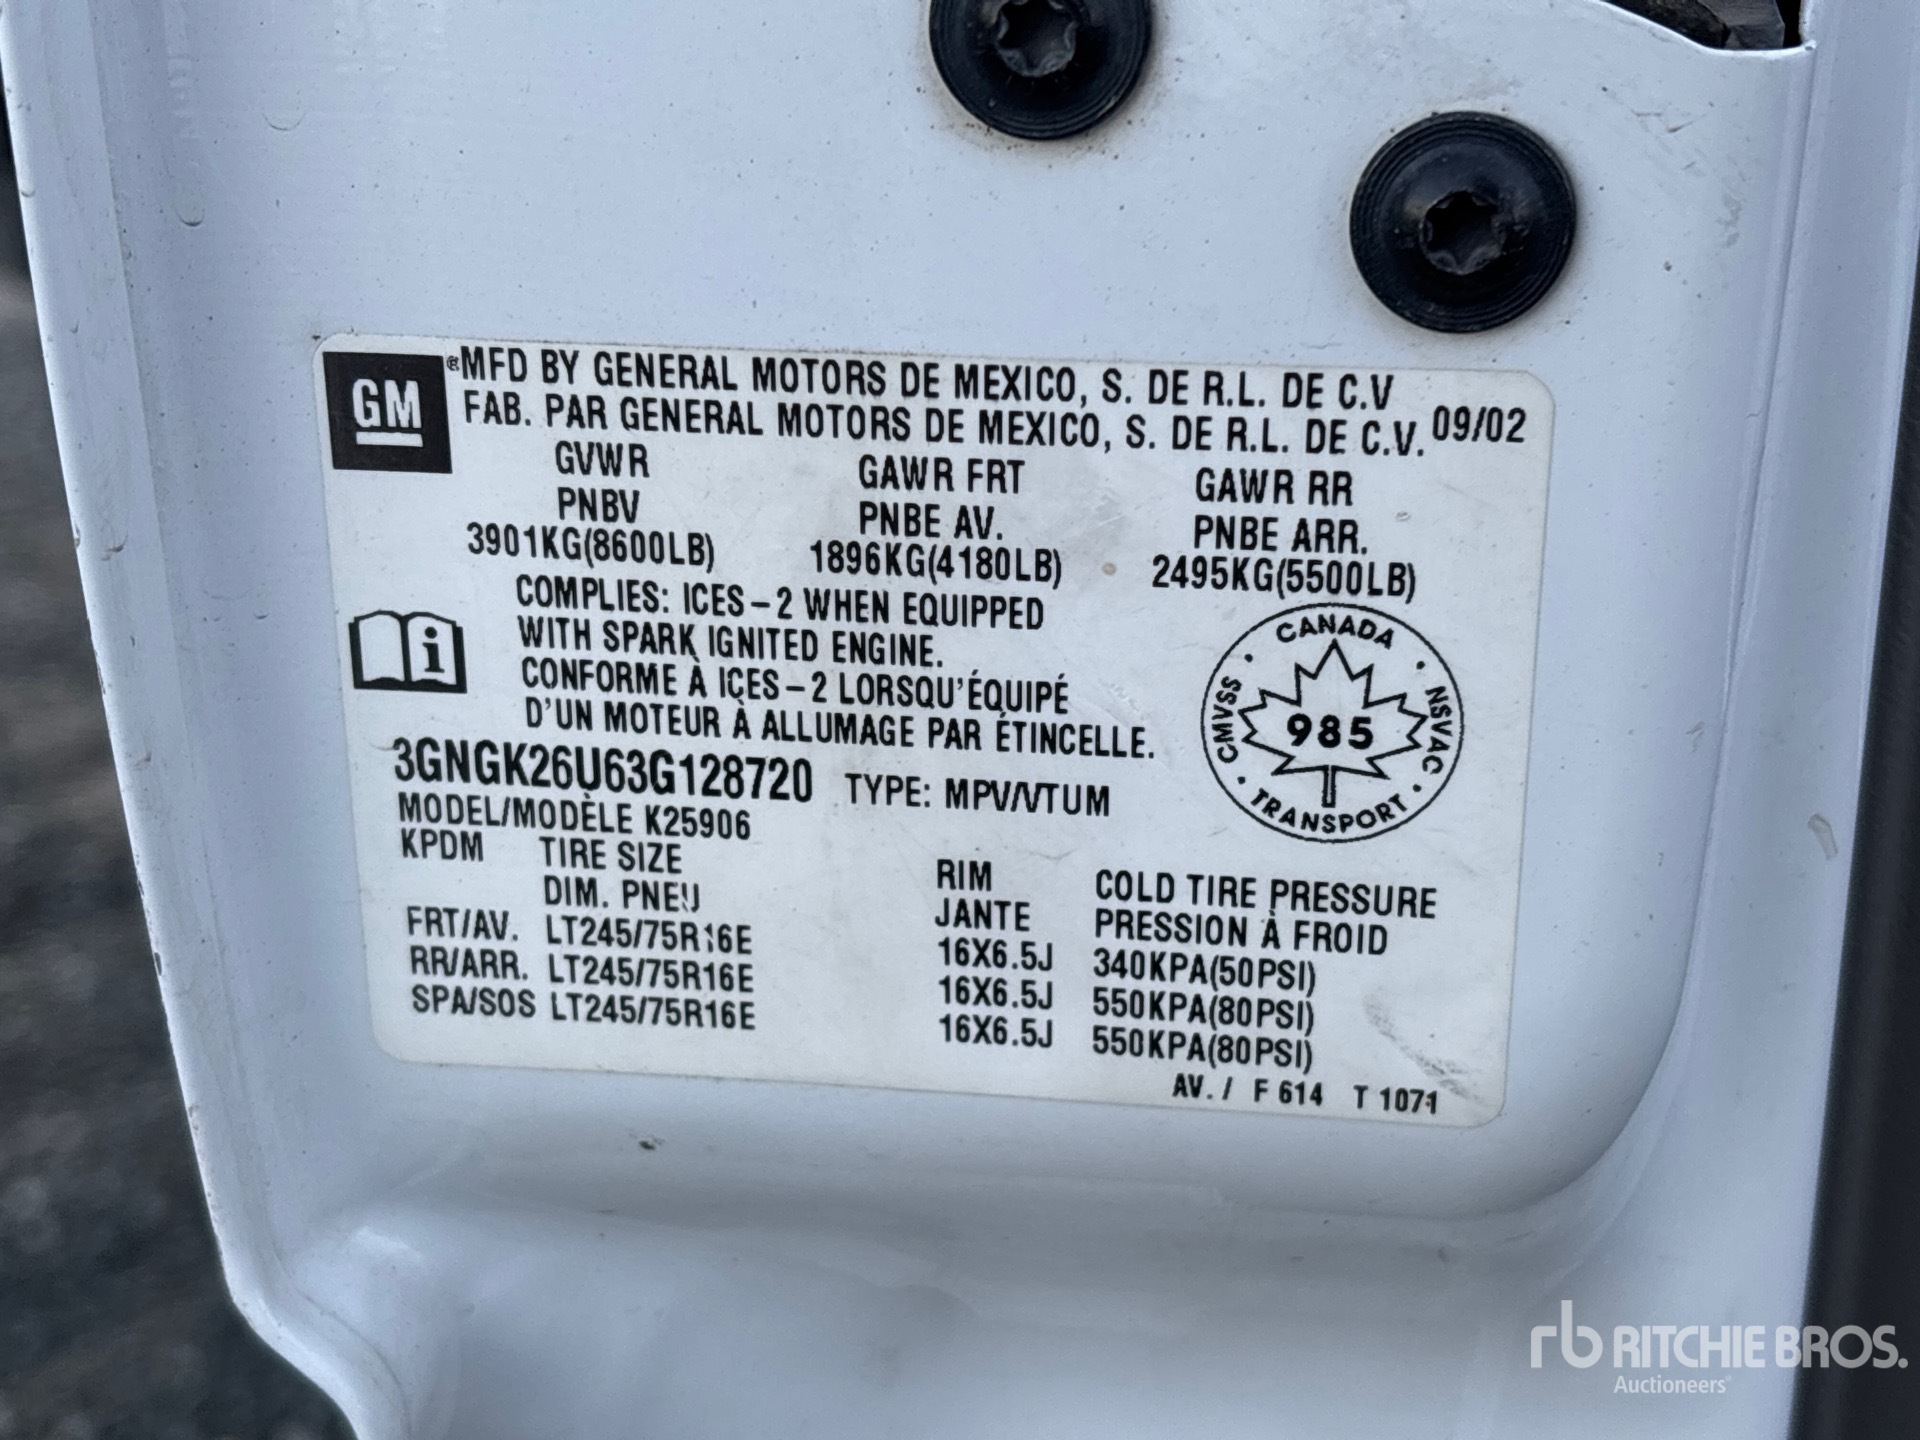 GM
MFD BY GENERAL MOTORS DE MEXICO, S. DE R.L. DE C.V
FAB. PAR GENERAL MOTORS DE MEXICO, S. DE R.L. DE C.V. 09/02
GVWR GAWR FRT GAWR RR
PNBV PNBE AV. PNBE ARR.
3901KG(8600LB) 1896KG(4180LB) 2495KG(5500LB)
COMPLIES: ICES-2 WHEN EQUIPPED
WITH SPARK IGNITED ENGINE.
CONFORME À ICES-2 LORSQU'ÉQUIPÉ
D'UN MOTEUR À ALLUMAGE PAR ÉTINCELLE.
i
CANADA · NSVAC · TRANSPORT · CMVSS ·
985
3GNGK26U63G128720 TYPE: MPV/VTUM
MODEL/MODÈLE K25906
KPDM TIRE SIZE RIM COLD TIRE PRESSURE
DIM. PNEU JANTE PRESSION À FROID
FRT/AV. LT245/75R16E 16X6.5J 340KPA(50PSI)
RR/ARR. LT245/75R16E 16X6.5J 550KPA(80PSI)
SPA/SOS LT245/75R16E 16X6.5J 550KPA(80PSI)
AV. / F 614 T 1071
rb RITCHIE BROS.
Auctioneers